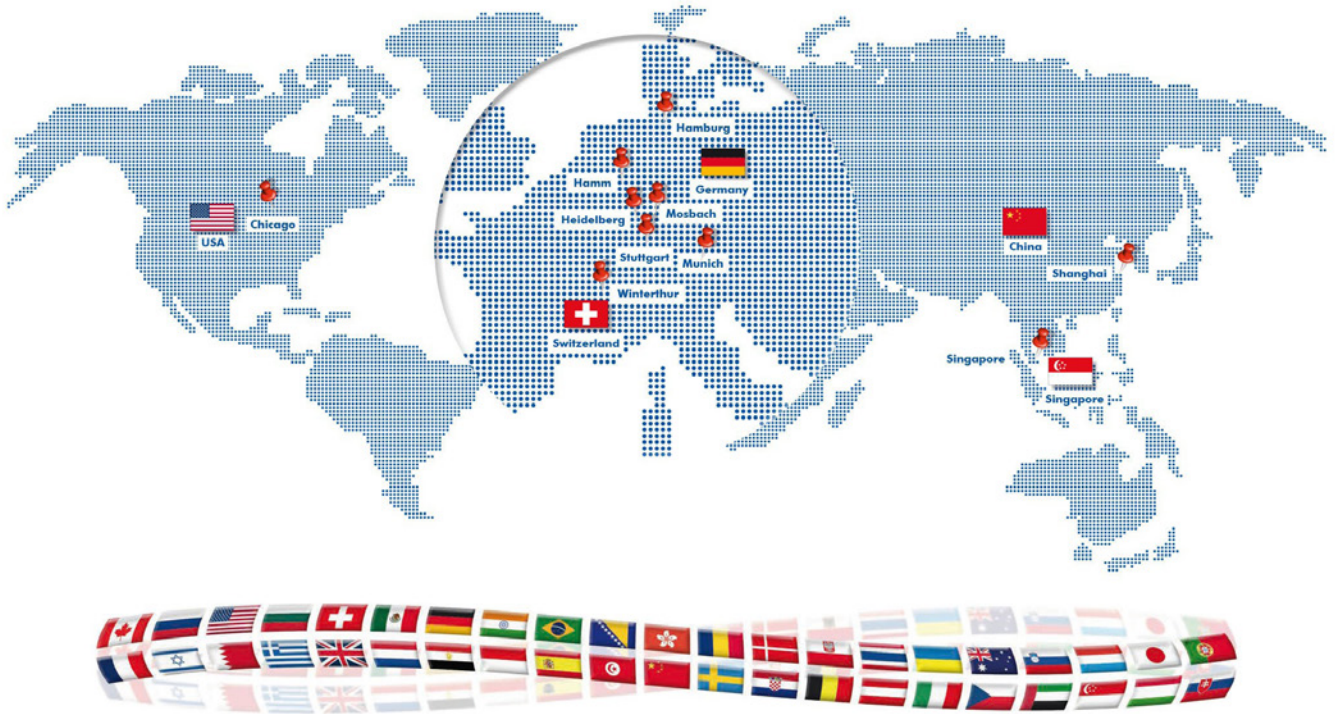 Hamburg
Germany
Hamm
Heidelberg
Mosbach
Stuttgart
Munich
Winterthur
Switzerland
USA
Chicago
China
Shanghai
Singapore
Singapore